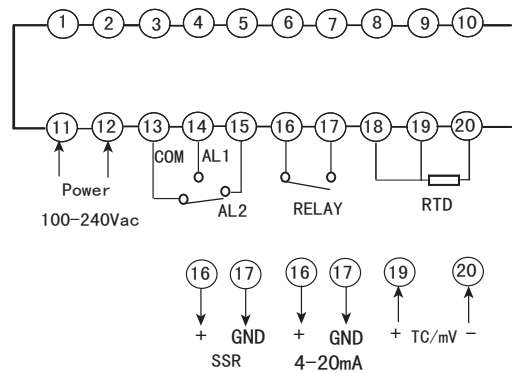 1 2 3 4 5 6 7 8 9 10
11 12 13 14 15 16 17 18 19 20
COM AL1
Power
AL2 RELAY RTD
100-240Vac
16 17 16 17 19 20
+ GND + GND + TC/mV -
SSR 4-20mA